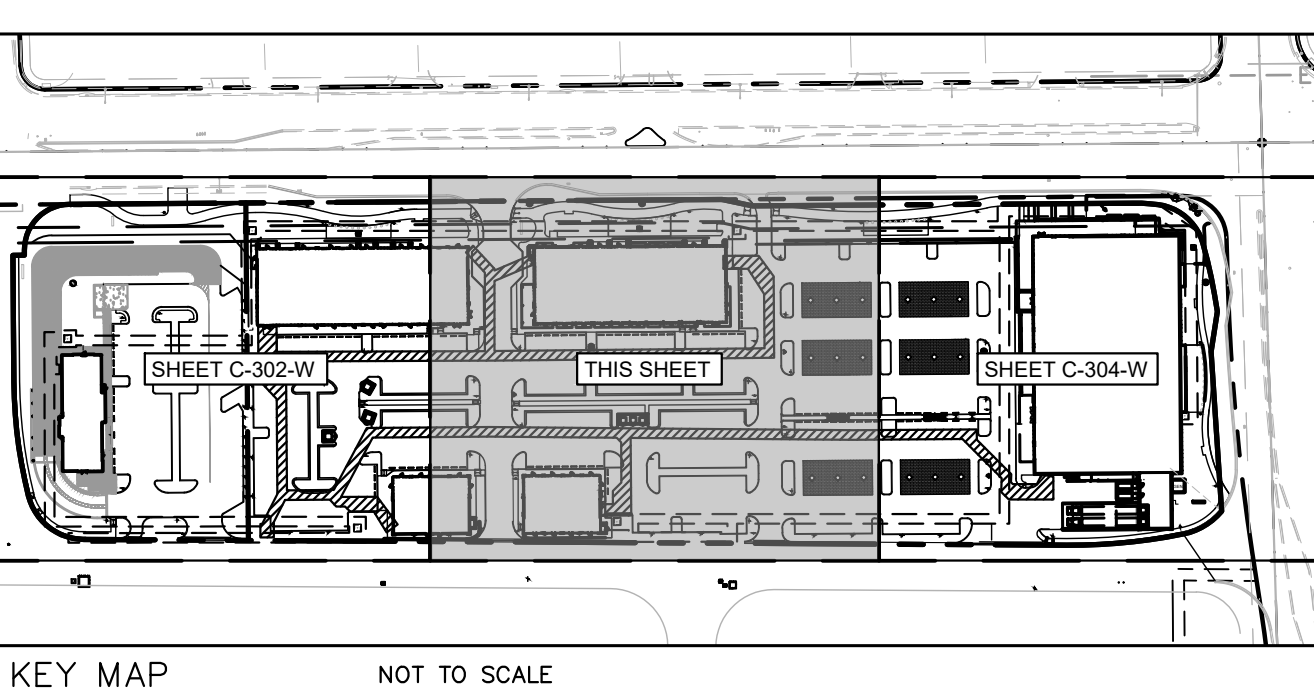 SHEET C-302-W
THIS SHEET
SHEET C-304-W
KEY MAP
NOT TO SCALE